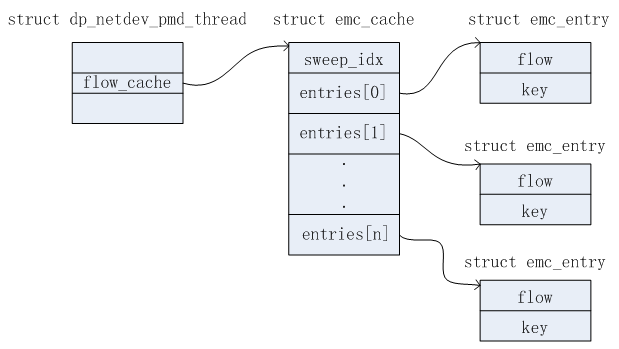 struct dp_netdev_pmd_thread
struct emc_cache
struct emc_entry
flow_cache
sweep_idx
entries[0]
entries[1]
.
.
.
entries[n]
flow
key
struct emc_entry
flow
key
struct emc_entry
flow
key